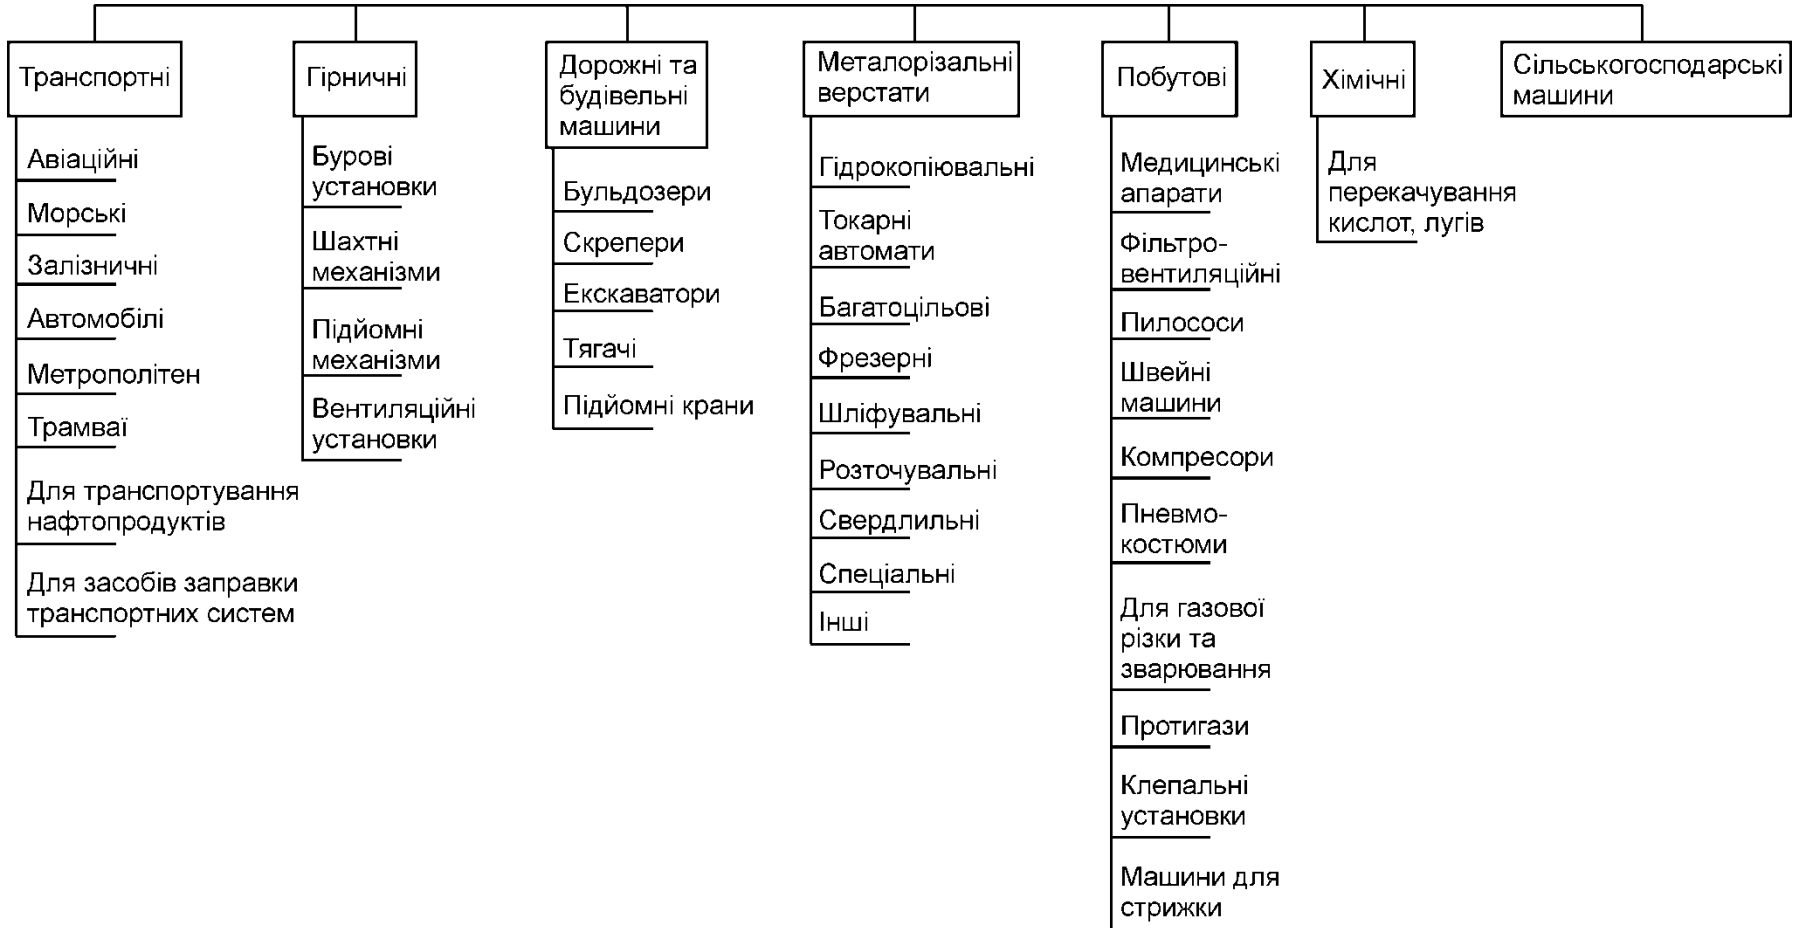 Транспортні
Авіаційні
Морські
Залізничні
Автомобілі
Метрополітен
Трамваї
Для транспортування
нафтопродуктів
Для засобів заправки
транспортних систем
Гірничні
Бурові
установки
Шахтні
механізми
Підйомні
механізми
Вентиляційні
установки
Дорожні та
будівельні
машини
Бульдозери
Скрепери
Екскаватори
Тягачі
Підйомні крани
Металорізальні
верстати
Гідрокопіювальні
Токарні
автомати
Багатоцільові
Фрезерні
Шліфувальні
Розточувальні
Свердлильні
Спеціальні
Інші
Побутові
Медицинські
апарати
Фільтро-
вентиляційні
Пилососи
Швейні
машини
Компресори
Пневмо-
костюми
Для газової
різки та
зварювання
Протигази
Клепальні
установки
Машини для
стрижки
Хімічні
Для
перекачування
кислот, лугів
Сільськогосподарські
машини